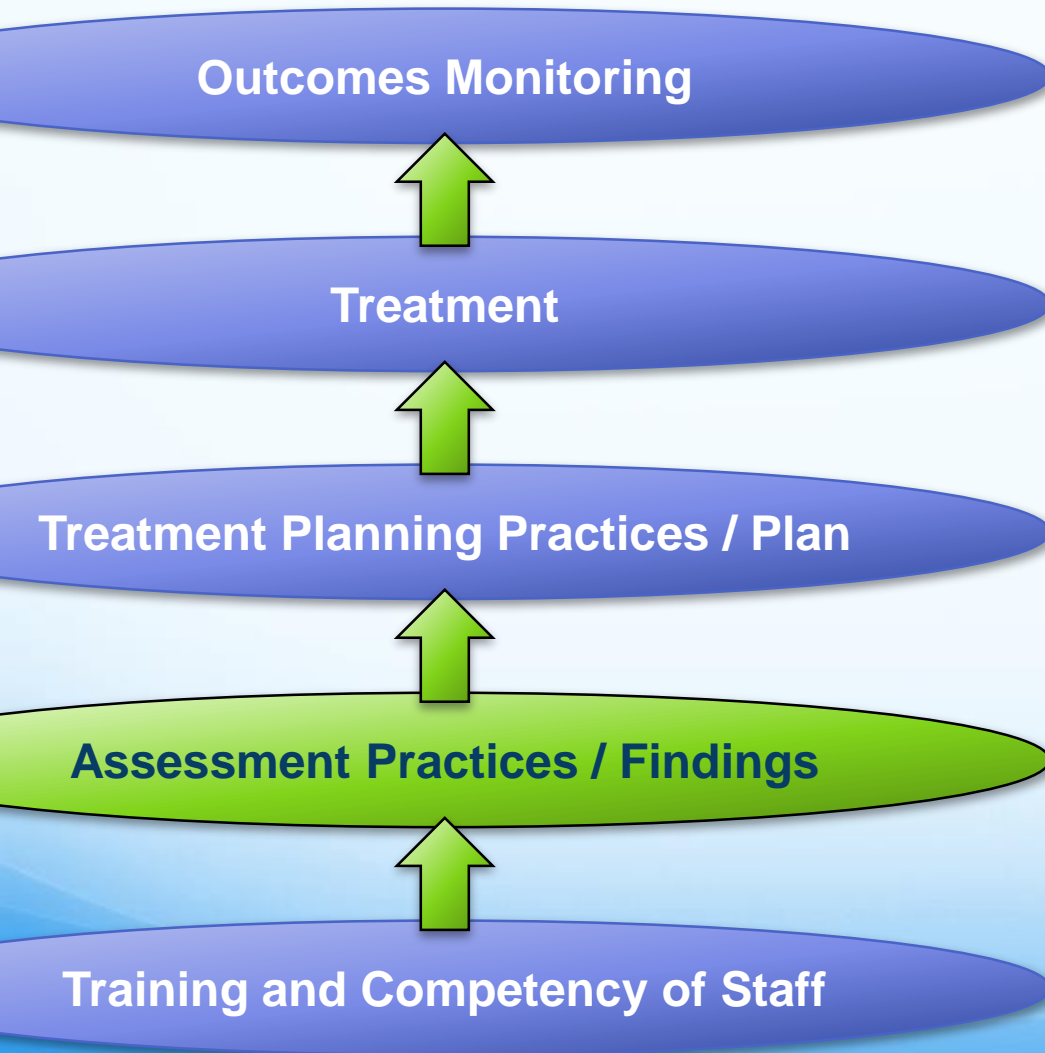 Outcomes Monitoring
Treatment
Treatment Planning Practices / Plan
Assessment Practices / Findings
Training and Competency of Staff